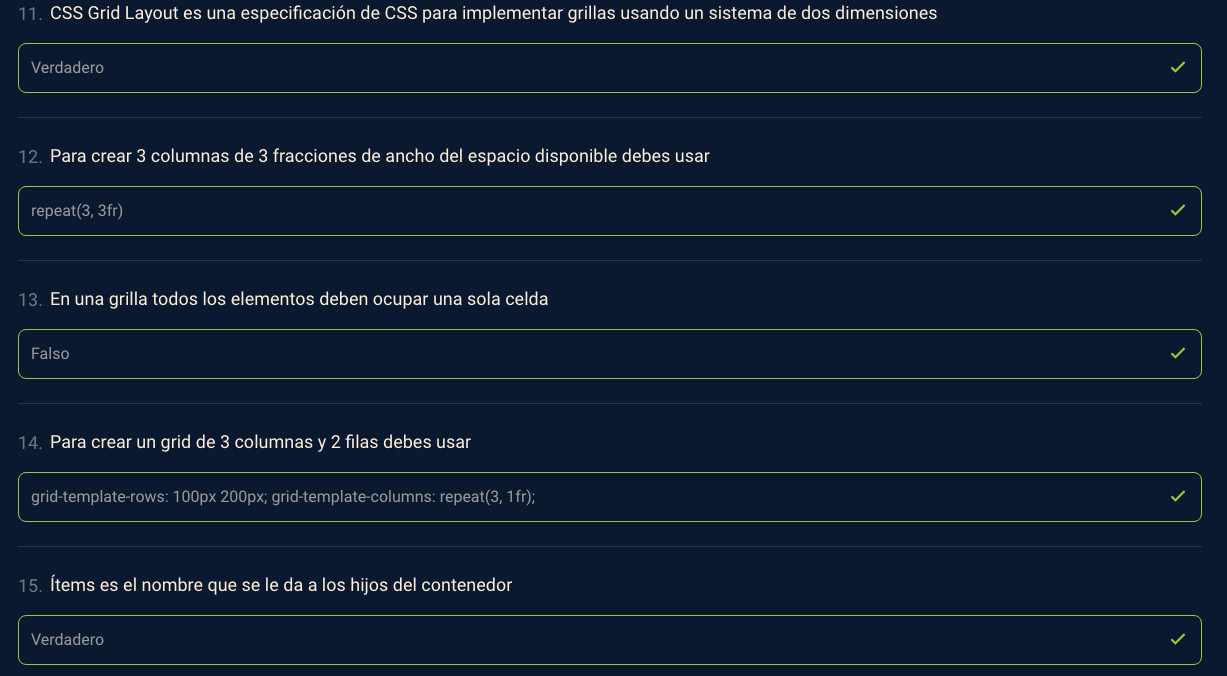 11. CSS Grid Layout es una especificación de CSS para implementar grillas usando un sistema de dos dimensiones
Verdadero
12. Para crear 3 columnas de 3 fracciones de ancho del espacio disponible debes usar
repeat(3, 3fr)
13. En una grilla todos los elementos deben ocupar una sola celda
Falso
14. Para crear un grid de 3 columnas y 2 filas debes usar
grid-template-rows: 100px 200px; grid-template-columns: repeat(3, 1fr);
15. Ítems es el nombre que se le da a los hijos del contenedor
Verdadero